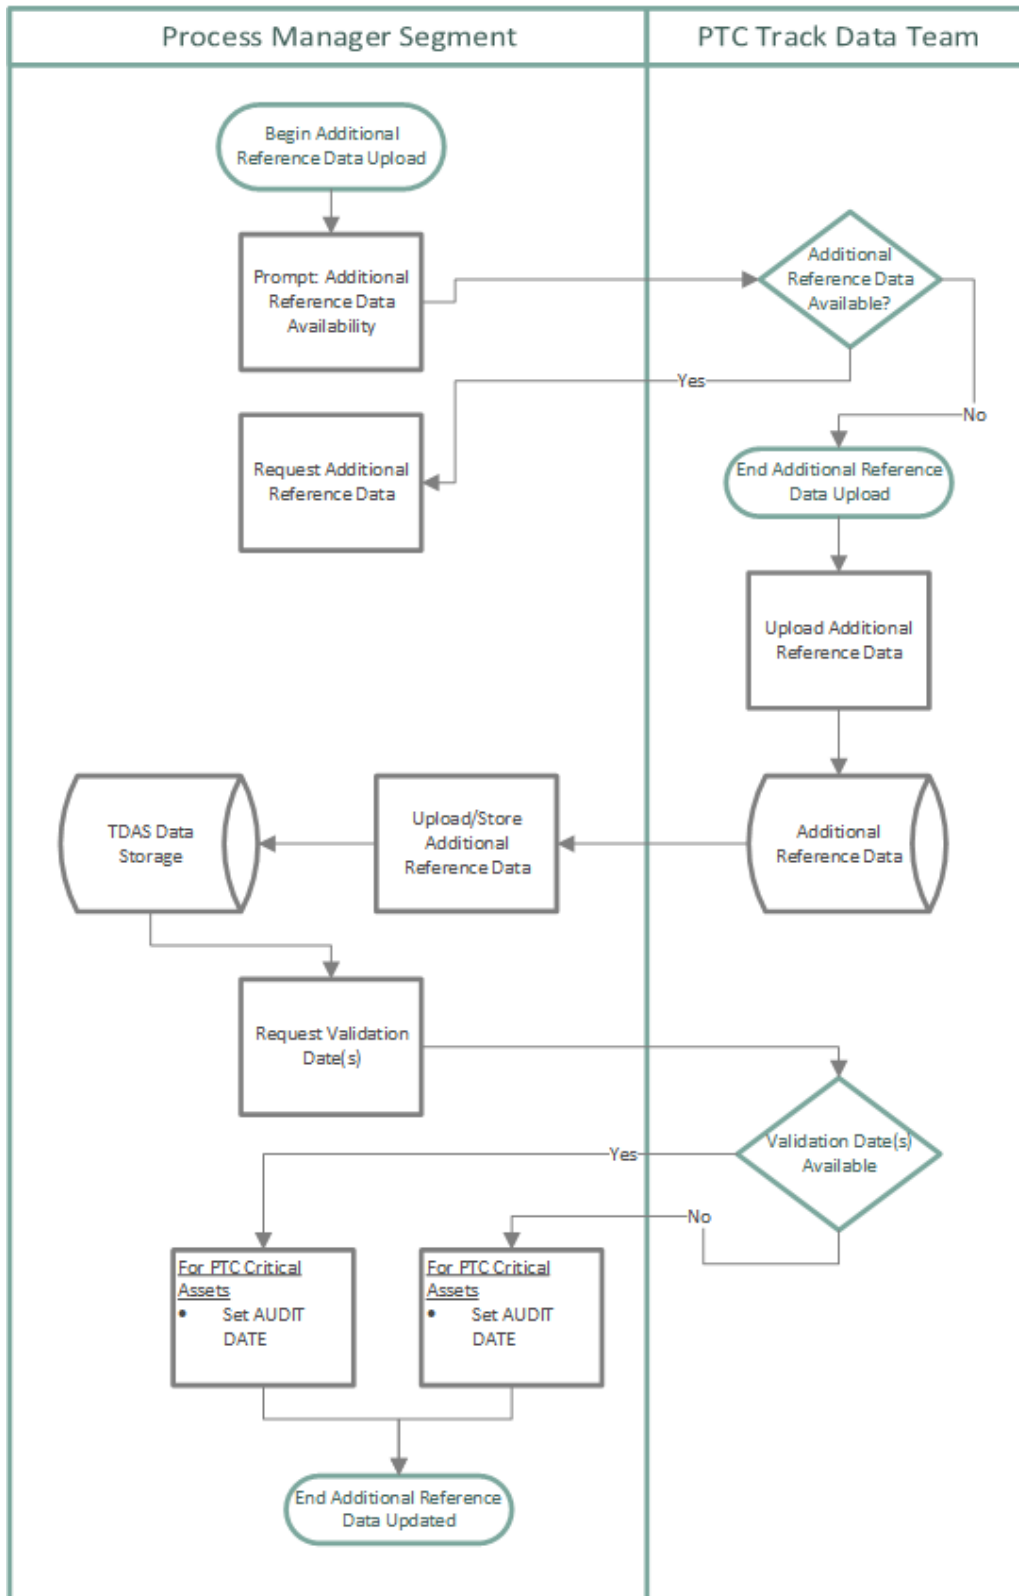 Process Manager Segment
PTC Track Data Team
Begin Additional
Reference Data Upload
Prompt: Additional
Reference Data
Availability
Additional
Reference Data
Available?
Yes
No
Request Additional
Reference Data
End Additional Reference
Data Upload
Upload Additional
Reference Data
TDAS Data
Storage
Upload/Store
Additional
Reference Data
Additional
Reference Data
Request Validation
Date(s)
Validation Date(s)
Available
Yes
No
For PTC Critical
Assets
• Set AUDIT
DATE
For PTC Critical
Assets
• Set AUDIT
DATE
End Additional Reference
Data Updated